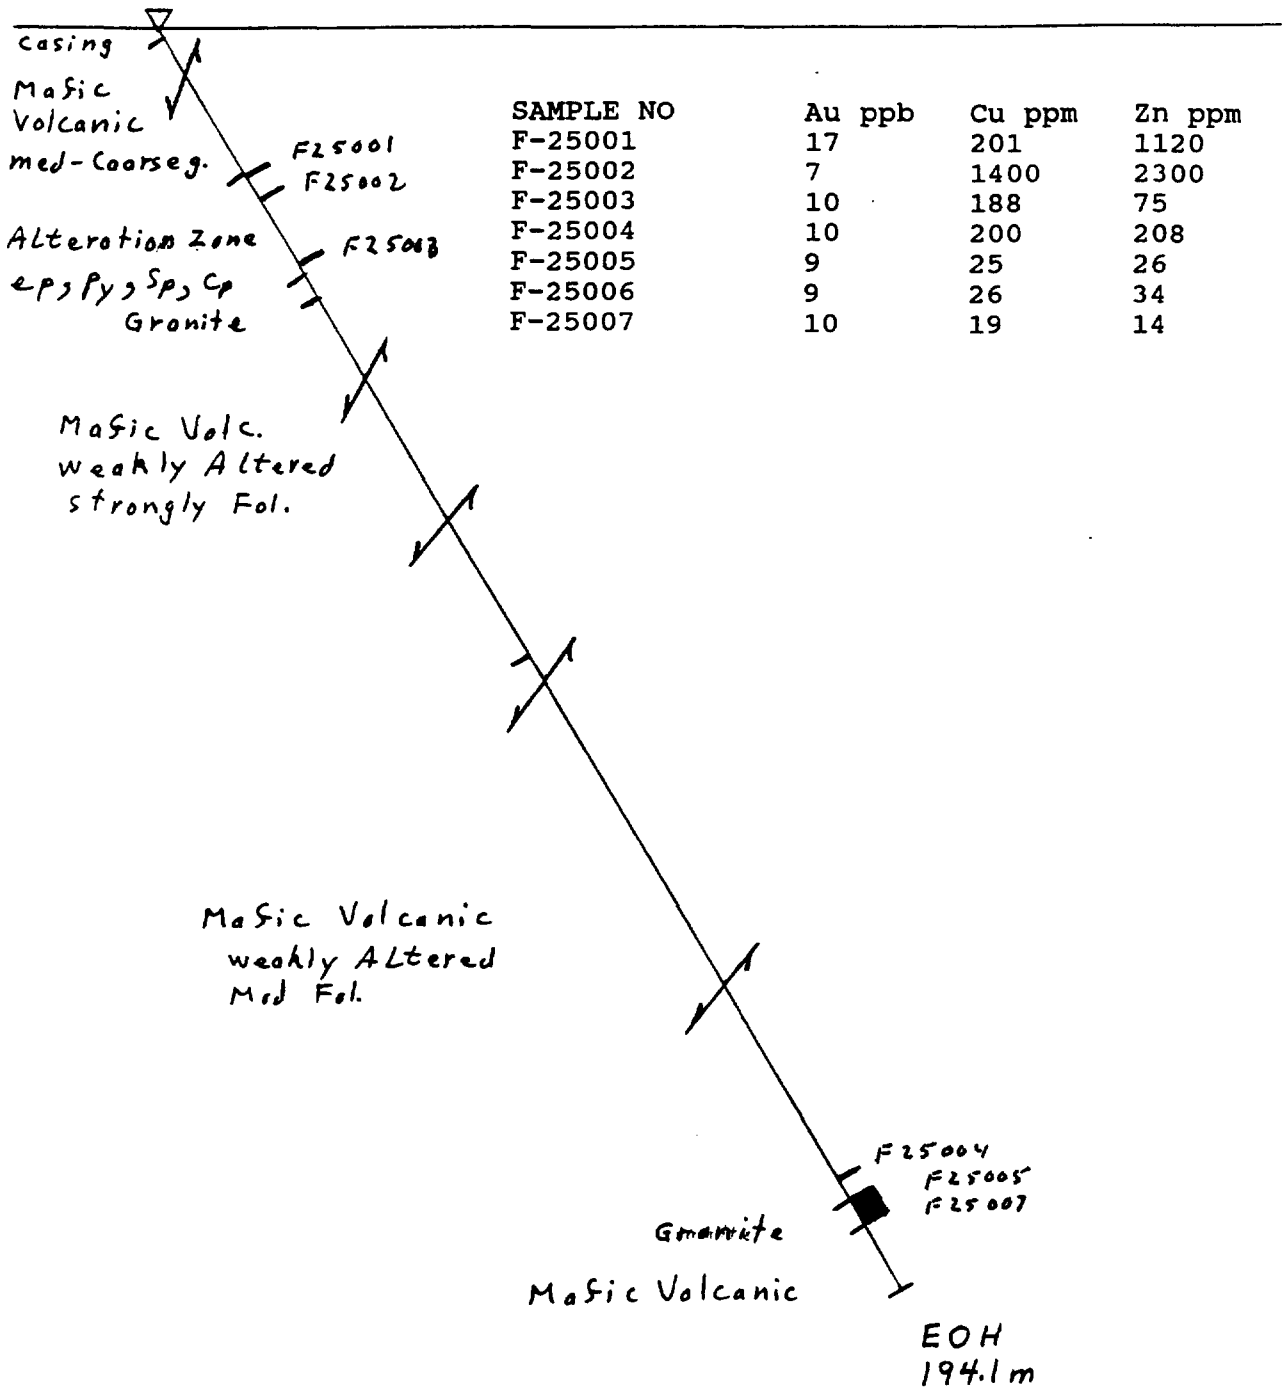 casing
Mafic
Volcanic
med-Coarse g.
F25001
F25002
Alteration Zone
F25003
ep, py, sp, cp
Granite
SAMPLE NO Au ppb Cu ppm Zn ppm
F-25001 17 201 1120
F-25002 7 1400 2300
F-25003 10 188 75
F-25004 10 200 208
F-25005 9 25 26
F-25006 9 26 34
F-25007 10 19 14
Mafic Volc.
weakly Altered
strongly Fol.
Mafic Volcanic
weakly Altered
Mod Fol.
F25004
F25005
F25007
Granite
Mafic Volcanic
EOH
194.1m